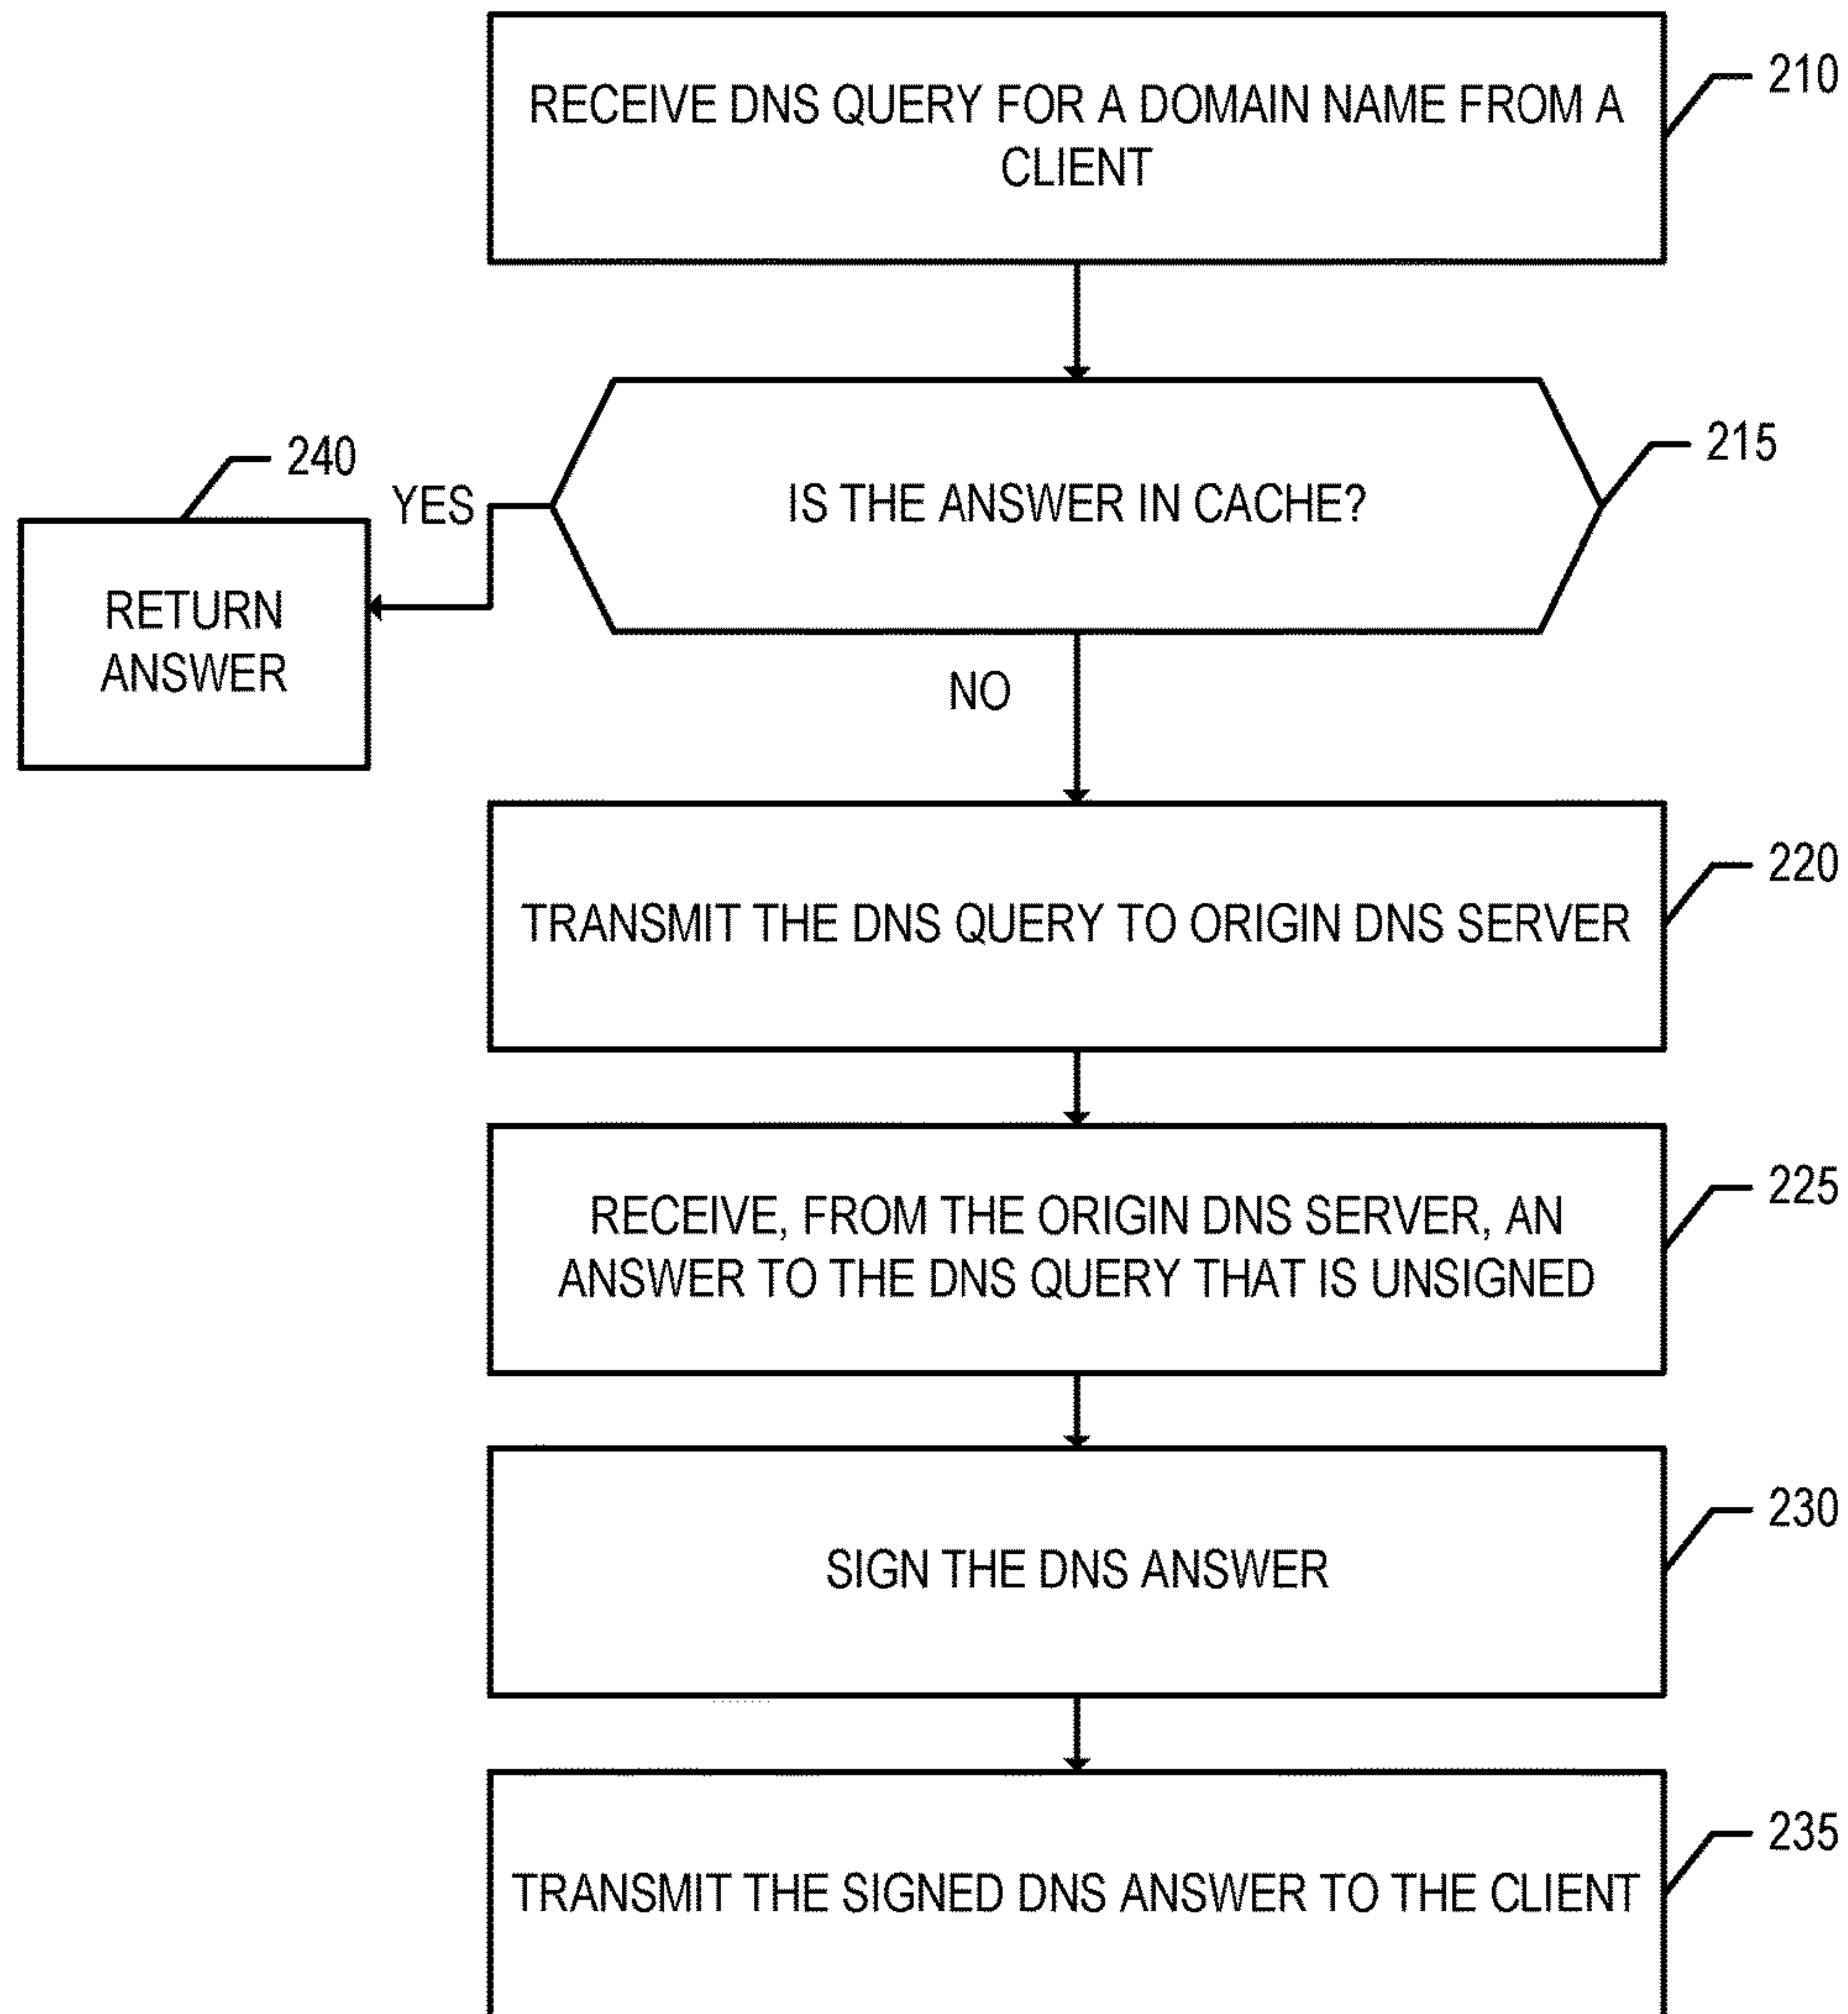 RECEIVE DNS QUERY FOR A DOMAIN NAME FROM A
CLIENT
210
IS THE ANSWER IN CACHE?
215
YES
240
RETURN
ANSWER
NO
TRANSMIT THE DNS QUERY TO ORIGIN DNS SERVER
220
RECEIVE, FROM THE ORIGIN DNS SERVER, AN
ANSWER TO THE DNS QUERY THAT IS UNSIGNED
225
SIGN THE DNS ANSWER
230
TRANSMIT THE SIGNED DNS ANSWER TO THE CLIENT
235